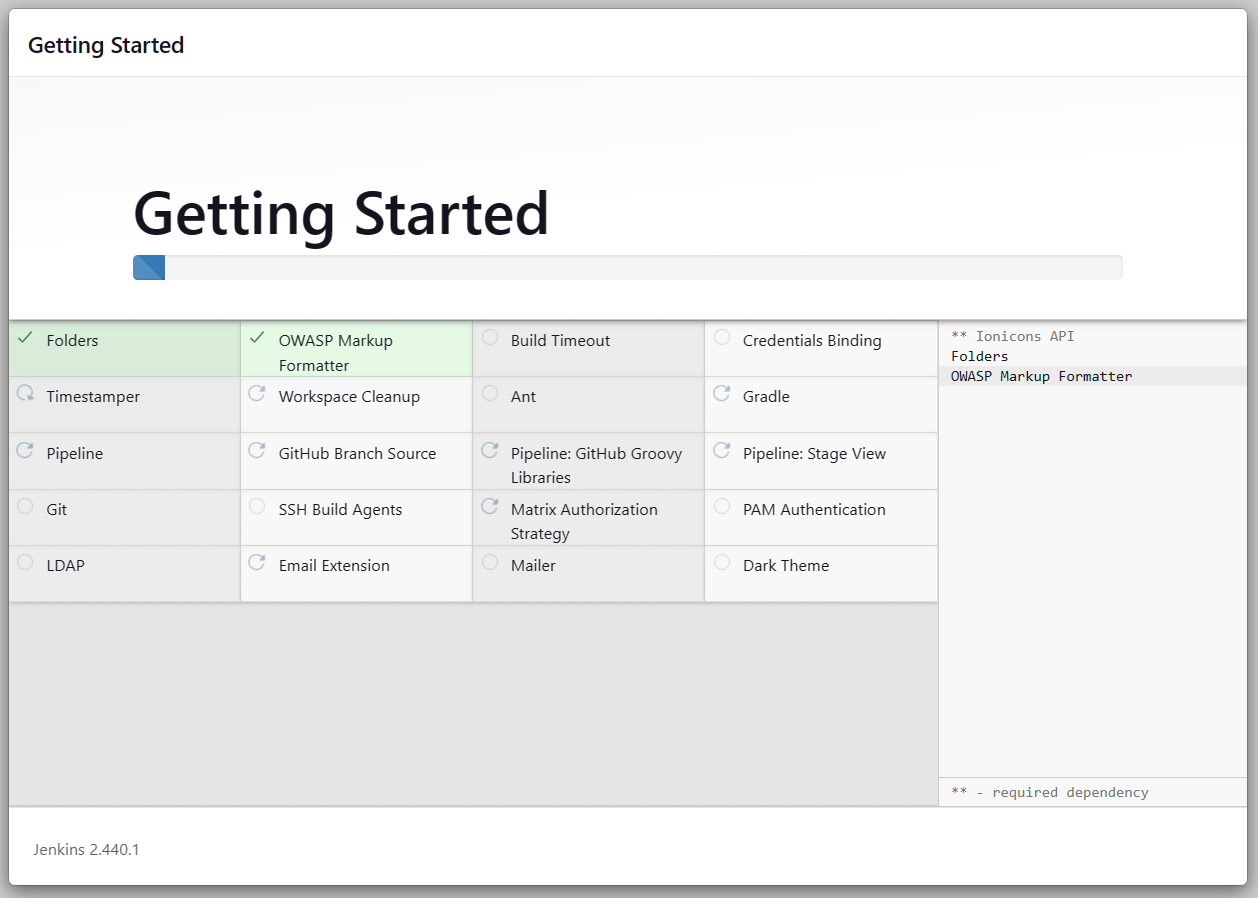 Getting Started
Getting Started
Folders
OWASP Markup
Formatter
Build Timeout
Credentials Binding
Timestamper
Workspace Cleanup
Ant
Gradle
Pipeline
GitHub Branch Source
Pipeline: GitHub Groovy
Libraries
Pipeline: Stage View
Git
SSH Build Agents
Matrix Authorization
Strategy
PAM Authentication
LDAP
Email Extension
Mailer
Dark Theme
** Ionicons API
Folders
OWASP Markup Formatter
** - required dependency
Jenkins 2.440.1